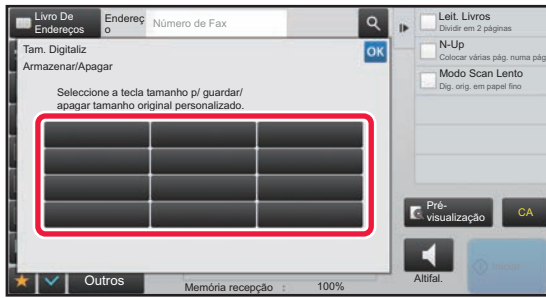 Livro De
Endereços
Endereç
o
Número de Fax
Leit. Livros
Dividir em 2 páginas
Tam. Digitaliz
OK
N-Up
Colocar várias pág. numa pág
Armazenar/Apagar
Modo Scan Lento
Dig. orig. em papel fino
Seleccione a tecla tamanho p/ guardar/
apagar tamanho original personalizado.
Pré-
visualização
CA
Altifal.
Outros
Memória recepção : 100%